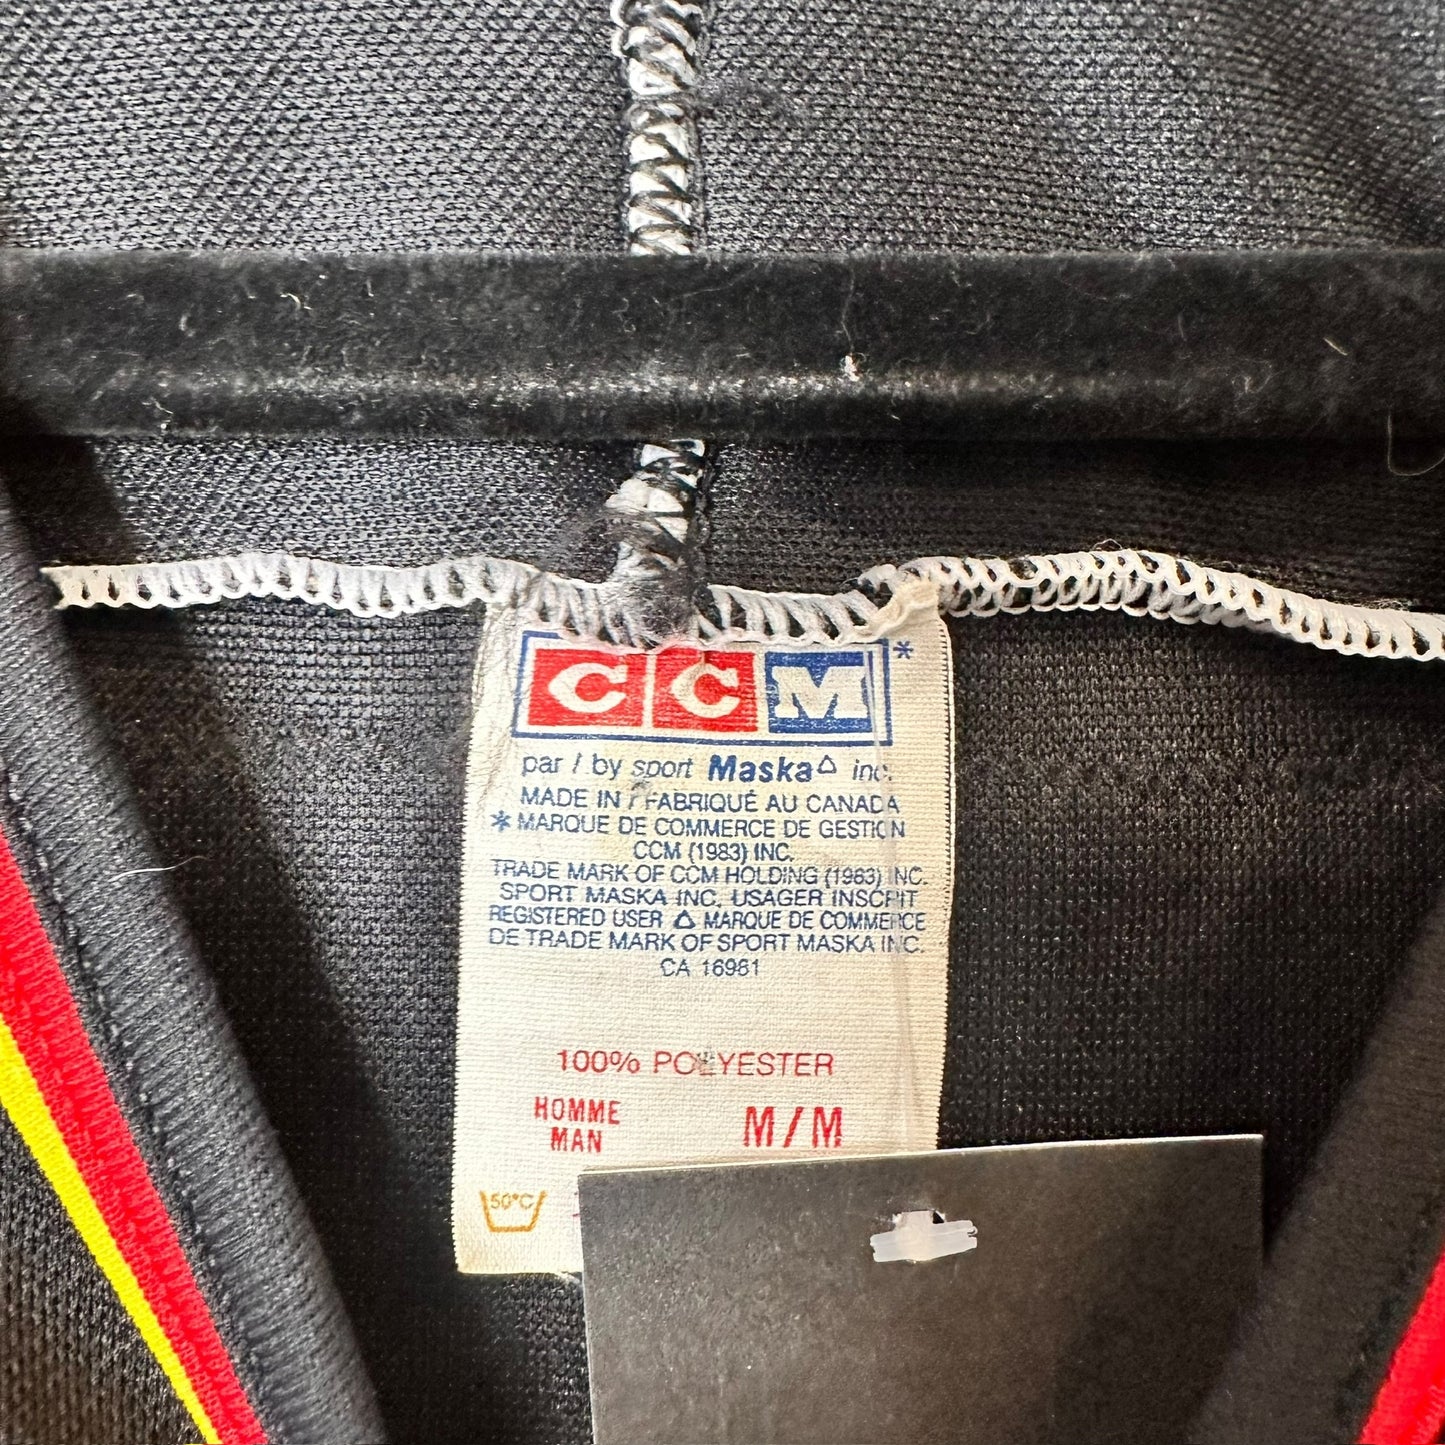 CCM*
par / by sport Maska△ inc.
MADE IN / FABRIQUÉ AU CANADA
* MARQUE DE COMMERCE DE GESTION
CCM (1983) INC.
TRADE MARK OF CCM HOLDING (1983) INC.
SPORT MASKA INC. USAGER INSCRIT
REGISTERED USER △ MARQUE DE COMMERCE
DE TRADE MARK OF SPORT MASKA INC.
CA 16981
100% POLYESTER
HOMME M/M
MAN
50°C